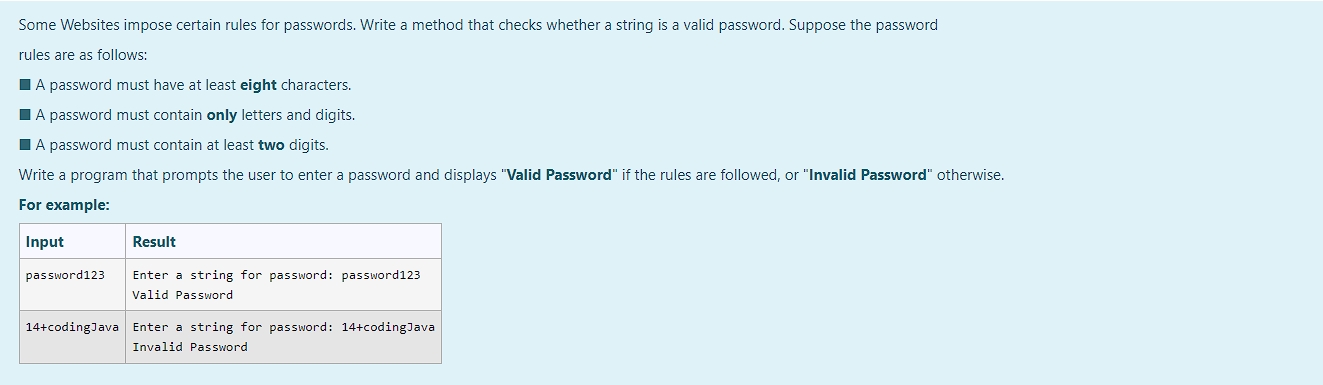 Some Websites impose certain rules for passwords. Write a method that checks whether a string is a valid password. Suppose the password
rules are as follows:
■ A password must have at least eight characters.
■ A password must contain only letters and digits.
■ A password must contain at least two digits.
Write a program that prompts the user to enter a password and displays "Valid Password" if the rules are followed, or "Invalid Password" otherwise.
For example:
Input Result
password123 Enter a string for password: password123
Valid Password
14+codingJava Enter a string for password: 14+codingJava
Invalid Password